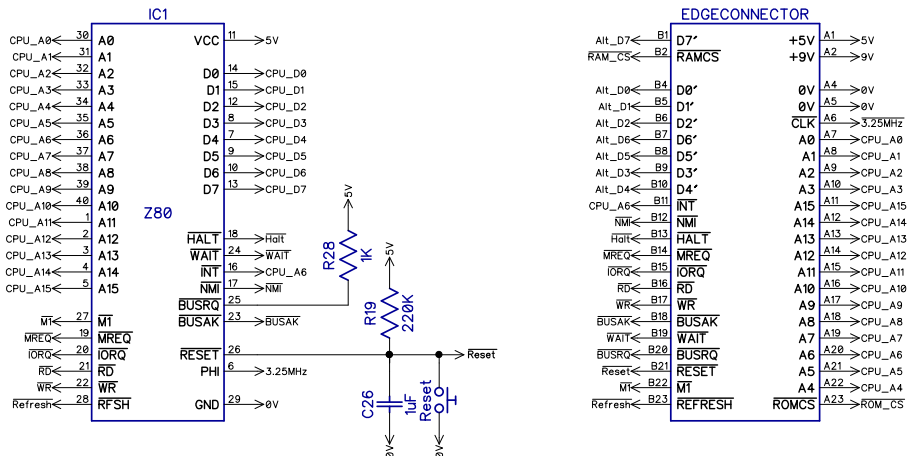 IC1
CPU_A0 30 A0 VCC 11 5V
CPU_A1 31 A1
CPU_A2 32 A2 D0 14 CPU_D0
CPU_A3 33 A3 D1 15 CPU_D1
CPU_A4 34 A4 D2 12 CPU_D2
CPU_A5 35 A5 D3 8 CPU_D3
CPU_A6 36 A6 D4 7 CPU_D4
CPU_A7 37 A7 D5 9 CPU_D5
CPU_A8 38 A8 D6 10 CPU_D6
CPU_A9 39 A9 D7 13 CPU_D7
CPU_A10 40 A10
Z80
CPU_A11 1 A11
CPU_A12 2 A12 HALT 18 Halt
CPU_A13 3 A13 WAIT 24 WAIT
CPU_A14 4 A14 INT 16 CPU_A6
CPU_A15 5 A15 NMI 17 NMI
BUSRQ 25
M1 27 M1 BUSAK 23 BUSAK
MREQ 19 MREQ
IORQ 20 IORQ RESET 26 Reset
RD 21 RD PHI 6 3.25MHz
WR 22 WR
Refresh 28 RFSH GND 29 0V
5V
R28
1K
5V
R19
220K
C26
1uF
Reset
0V
0V
EDGECONNECTOR
Alt_D7 B1 D7' +5V A1 5V
RAM_CS B2 RAMCS +9V A2 9V
Alt_D0 B4 D0' 0V A4 0V
Alt_D1 B5 D1' 0V A5 0V
Alt_D2 B6 D2' CLK A6 3.25MHz
Alt_D6 B7 D6' A0 A7 CPU_A0
Alt_D5 B8 D5' A1 A8 CPU_A1
Alt_D3 B9 D3' A2 A9 CPU_A2
Alt_D4 B10 D4' A3 A10 CPU_A3
CPU_A6 B11 INT A15 A11 CPU_A15
NMI B12 NMI A14 A12 CPU_A14
Halt B13 HALT A13 A13 CPU_A13
MREQ B14 MREQ A12 A14 CPU_A12
IORQ B15 IORQ A11 A15 CPU_A11
RD B16 RD A10 A16 CPU_A10
WR B17 WR A9 A17 CPU_A9
BUSAK B18 BUSAK A8 A18 CPU_A8
WAIT B19 WAIT A7 A19 CPU_A7
BUSRQ B20 BUSRQ A6 A20 CPU_A6
Reset B21 RESET A5 A21 CPU_A5
M1 B22 M1 A4 A22 CPU_A4
Refresh B23 REFRESH ROMCS A23 ROM_CS